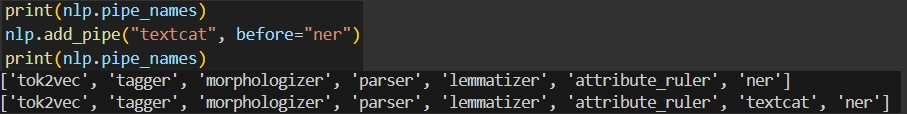 print(nlp.pipe_names)
nlp.add_pipe("textcat", before="ner")
print(nlp.pipe_names)
['tok2vec', 'tagger', 'morphologizer', 'parser', 'lemmatizer', 'attribute_ruler', 'ner']
['tok2vec', 'tagger', 'morphologizer', 'parser', 'lemmatizer', 'attribute_ruler', 'textcat', 'ner']